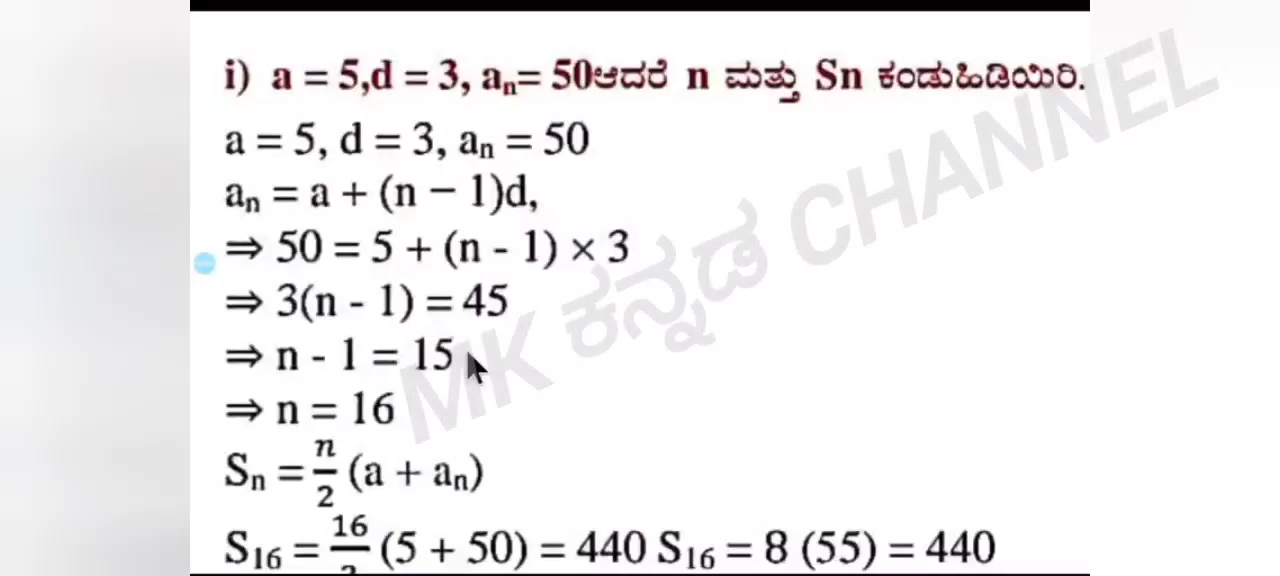 i) a = 5,d = 3, aₙ= 50ಆದರೆ n ಮತ್ತು Sn ಕಂಡುಹಿಡಿಯಿರಿ.
a = 5, d = 3, aₙ = 50
aₙ = a + (n − 1)d,
⇒ 50 = 5 + (n - 1) × 3
⇒ 3(n - 1) = 45
⇒ n - 1 = 15
⇒ n = 16
Sₙ = n/2 (a + aₙ)
S₁₆ = 16/2 (5 + 50) = 440 S₁₆ = 8 (55) = 440
MK ಕನ್ನಡ CHANNEL